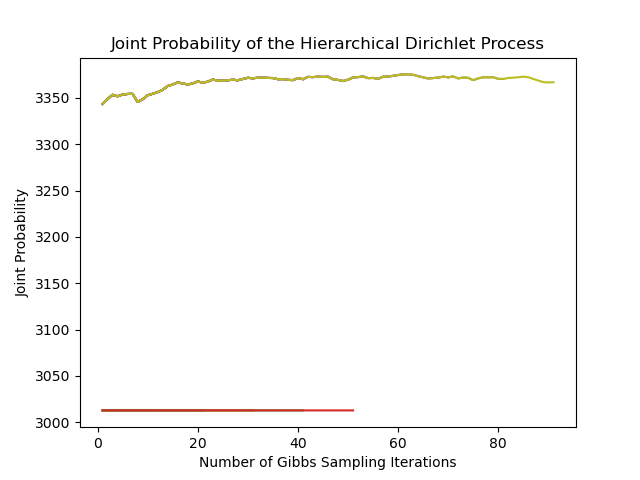 Joint Probability of the Hierarchical Dirichlet Process
3350
3300
3250
3200
3150
3100
3050
3000
Joint Probability
0 20 40 60 80
Number of Gibbs Sampling Iterations